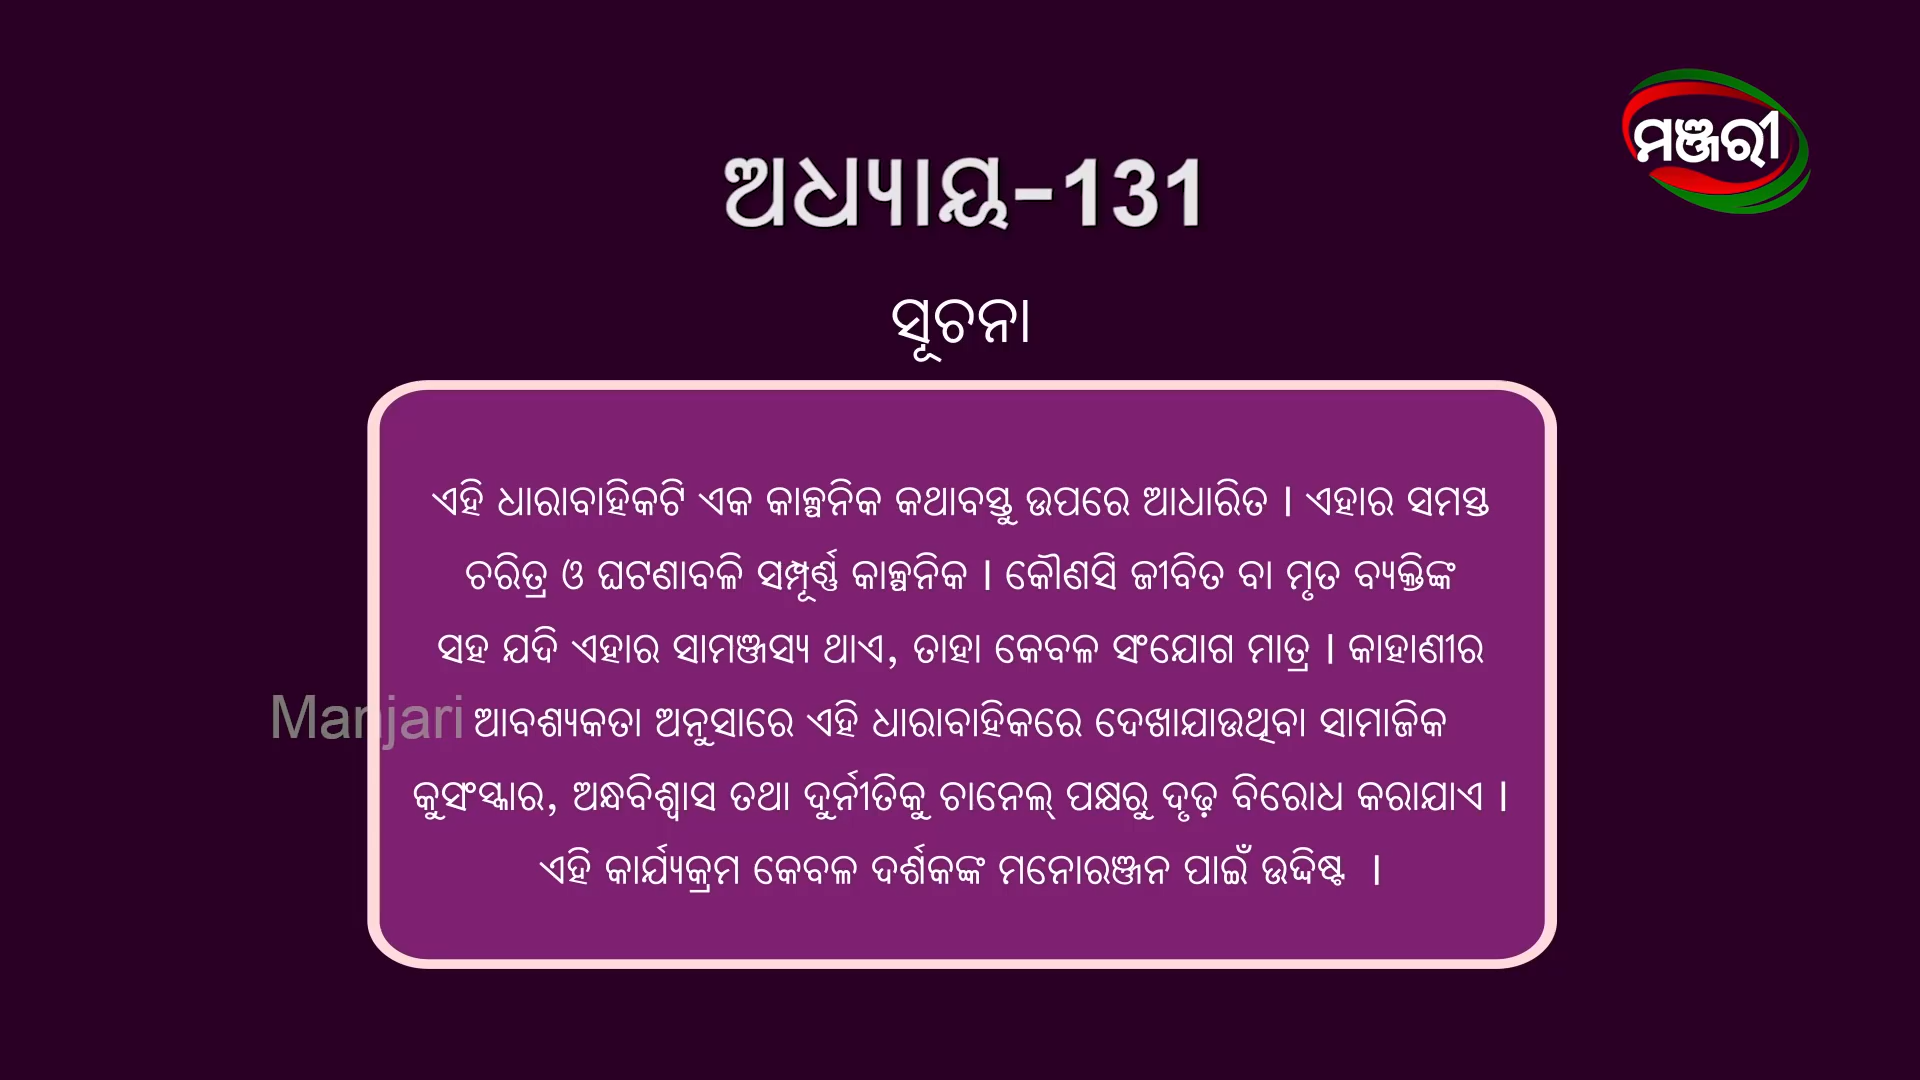 ମଞ୍ଜରୀ
ଅଧ୍ୟାୟ-131
ସୂଚନା
ଏହି ଧାରାବାହିକଟି ଏକ କାଳ୍ପନିକ କଥାବସ୍ତୁ ଉପରେ ଆଧାରିତ । ଏହାର ସମସ୍ତ
ଚରିତ୍ର ଓ ଘଟଣାବଳି ସମ୍ପୂର୍ଣ୍ଣ କାଳ୍ପନିକ । କୌଣସି ଜୀବିତ ବା ମୃତ ବ୍ୟକ୍ତିଙ୍କ
ସହ ଯଦି ଏହାର ସାମଞ୍ଜସ୍ୟ ଥାଏ, ତାହା କେବଳ ସଂଯୋଗ ମାତ୍ର । କାହାଣୀର
Manjari
ଆବଶ୍ୟକତା ଅନୁସାରେ ଏହି ଧାରାବାହିକରେ ଦେଖାଯାଉଥିବା ସାମାଜିକ
କୁସଂସ୍କାର, ଅନ୍ଧବିଶ୍ୱାସ ତଥା ଦୁର୍ନୀତିକୁ ଚାନେଲ୍ ପକ୍ଷରୁ ଦୃଢ଼ ବିରୋଧ କରାଯାଏ ।
ଏହି କାର୍ଯ୍ୟକ୍ରମ କେବଳ ଦର୍ଶକଙ୍କ ମନୋରଞ୍ଜନ ପାଇଁ ଉଦ୍ଦିଷ୍ଟ ।